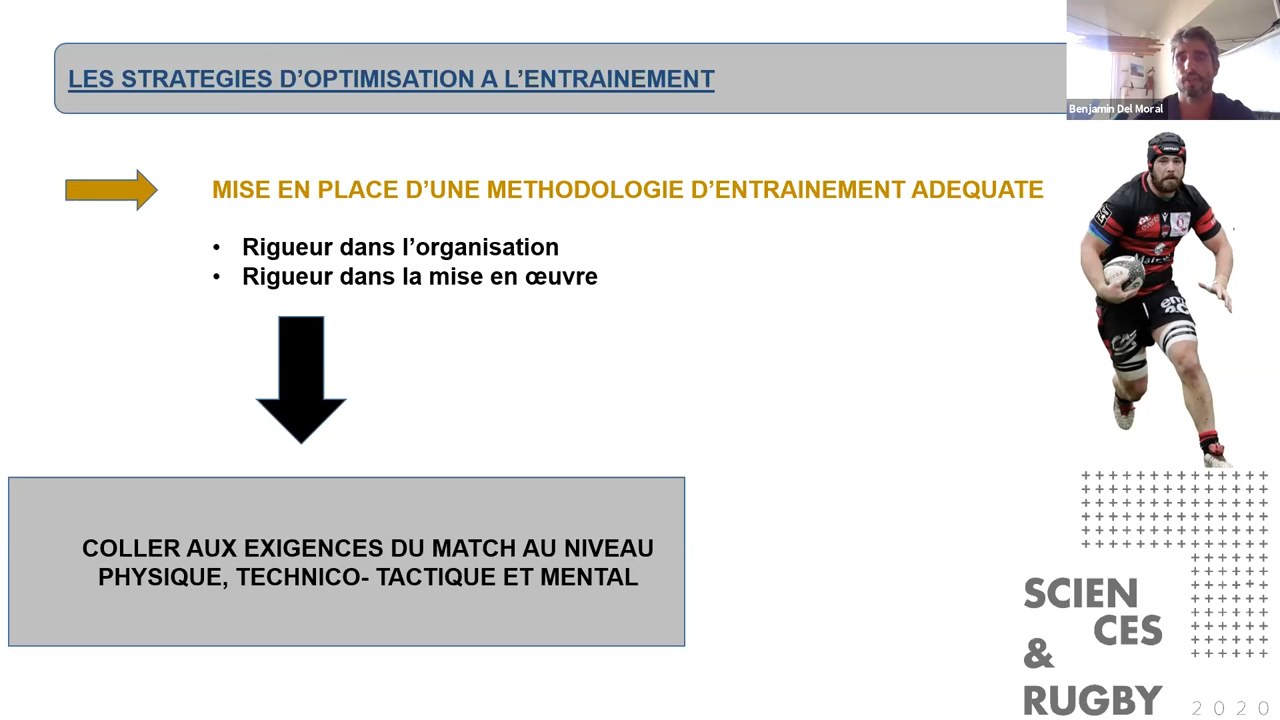 LES STRATEGIES D’OPTIMISATION A L’ENTRAINEMENT
Benjamin Del Moral
MISE EN PLACE D’UNE METHODOLOGIE D’ENTRAINEMENT ADEQUATE
• Rigueur dans l’organisation
• Rigueur dans la mise en œuvre
COLLER AUX EXIGENCES DU MATCH AU NIVEAU
PHYSIQUE, TECHNICO- TACTIQUE ET MENTAL
SCIEN
CES
&
RUGBY
2020